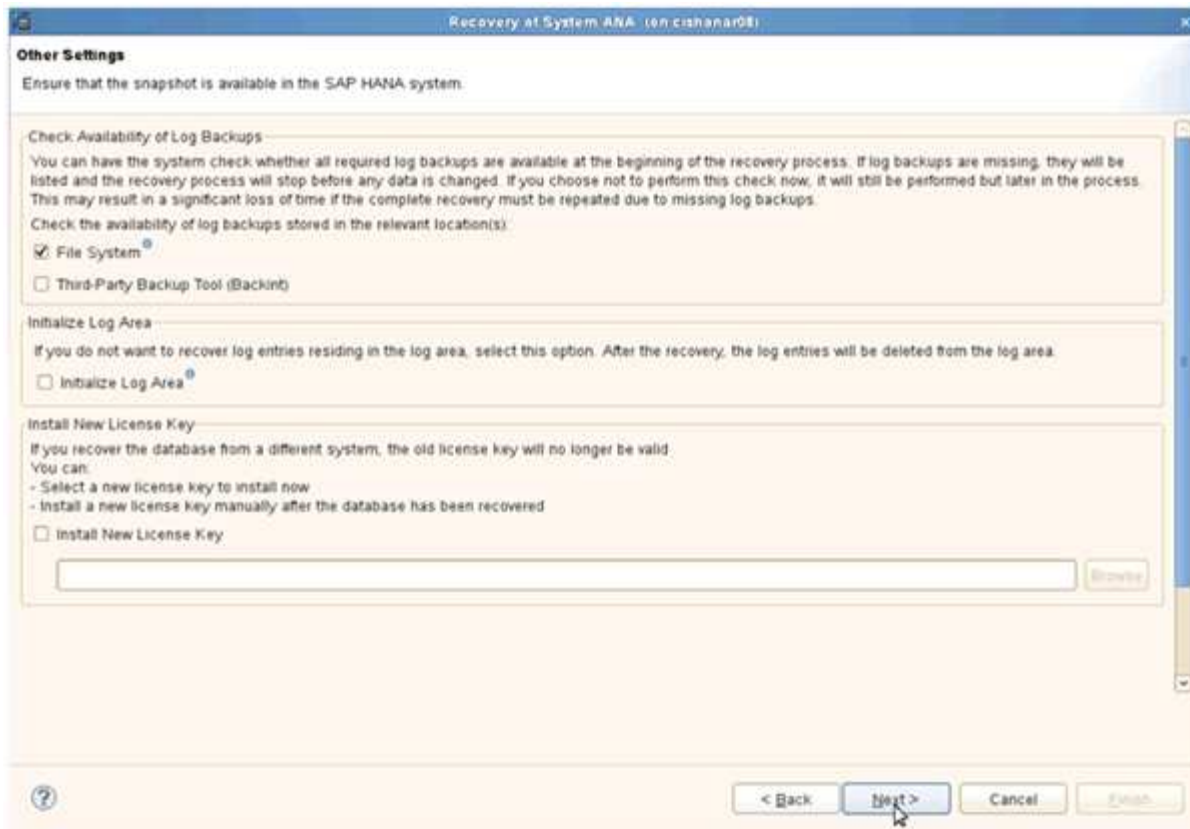 Recovery of System ANA (on cishanar08)
Other Settings
Ensure that the snapshot is available in the SAP HANA system.
Check Availability of Log Backups
You can have the system check whether all required log backups are available at the beginning of the recovery process. If log backups are missing, they will be
listed and the recovery process will stop before any data is changed. If you choose not to perform this check now, it will still be performed but later in the process.
This may result in a significant loss of time if the complete recovery must be repeated due to missing log backups.
Check the availability of log backups stored in the relevant location(s):
File System
Third-Party Backup Tool (Backint)
Initialize Log Area
If you do not want to recover log entries residing in the log area, select this option. After the recovery, the log entries will be deleted from the log area.
Initialize Log Area
Install New License Key
If you recover the database from a different system, the old license key will no longer be valid
You can:
- Select a new license key to install now
- Install a new license key manually after the database has been recovered
Install New License Key
Browse
?
< Back
Next >
Cancel
Finish